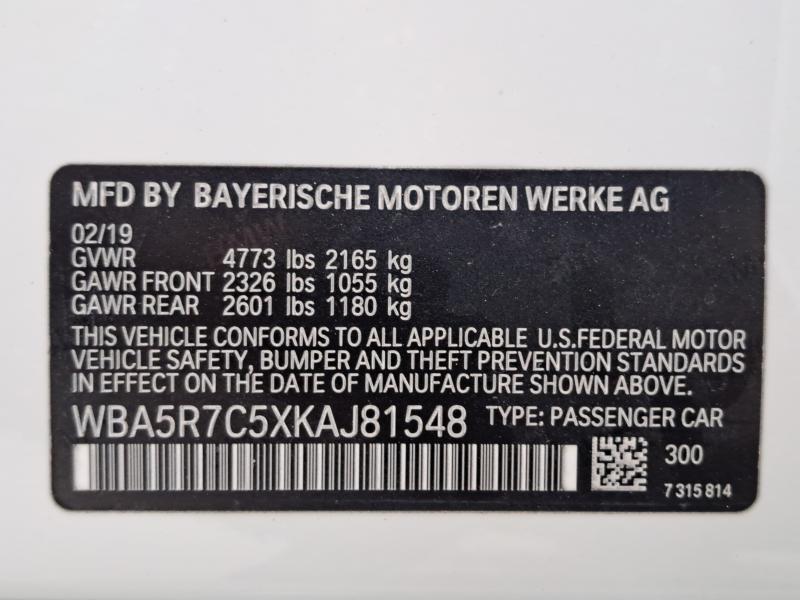 MFD BY BAYERISCHE MOTOREN WERKE AG
02/19
GVWR 4773 lbs 2165 kg
GAWR FRONT 2326 lbs 1055 kg
GAWR REAR 2601 lbs 1180 kg
THIS VEHICLE CONFORMS TO ALL APPLICABLE U.S.FEDERAL MOTOR
VEHICLE SAFETY, BUMPER AND THEFT PREVENTION STANDARDS
IN EFFECT ON THE DATE OF MANUFACTURE SHOWN ABOVE.
WBA5R7C5XKAJ81548 TYPE: PASSENGER CAR
300
7 315 814